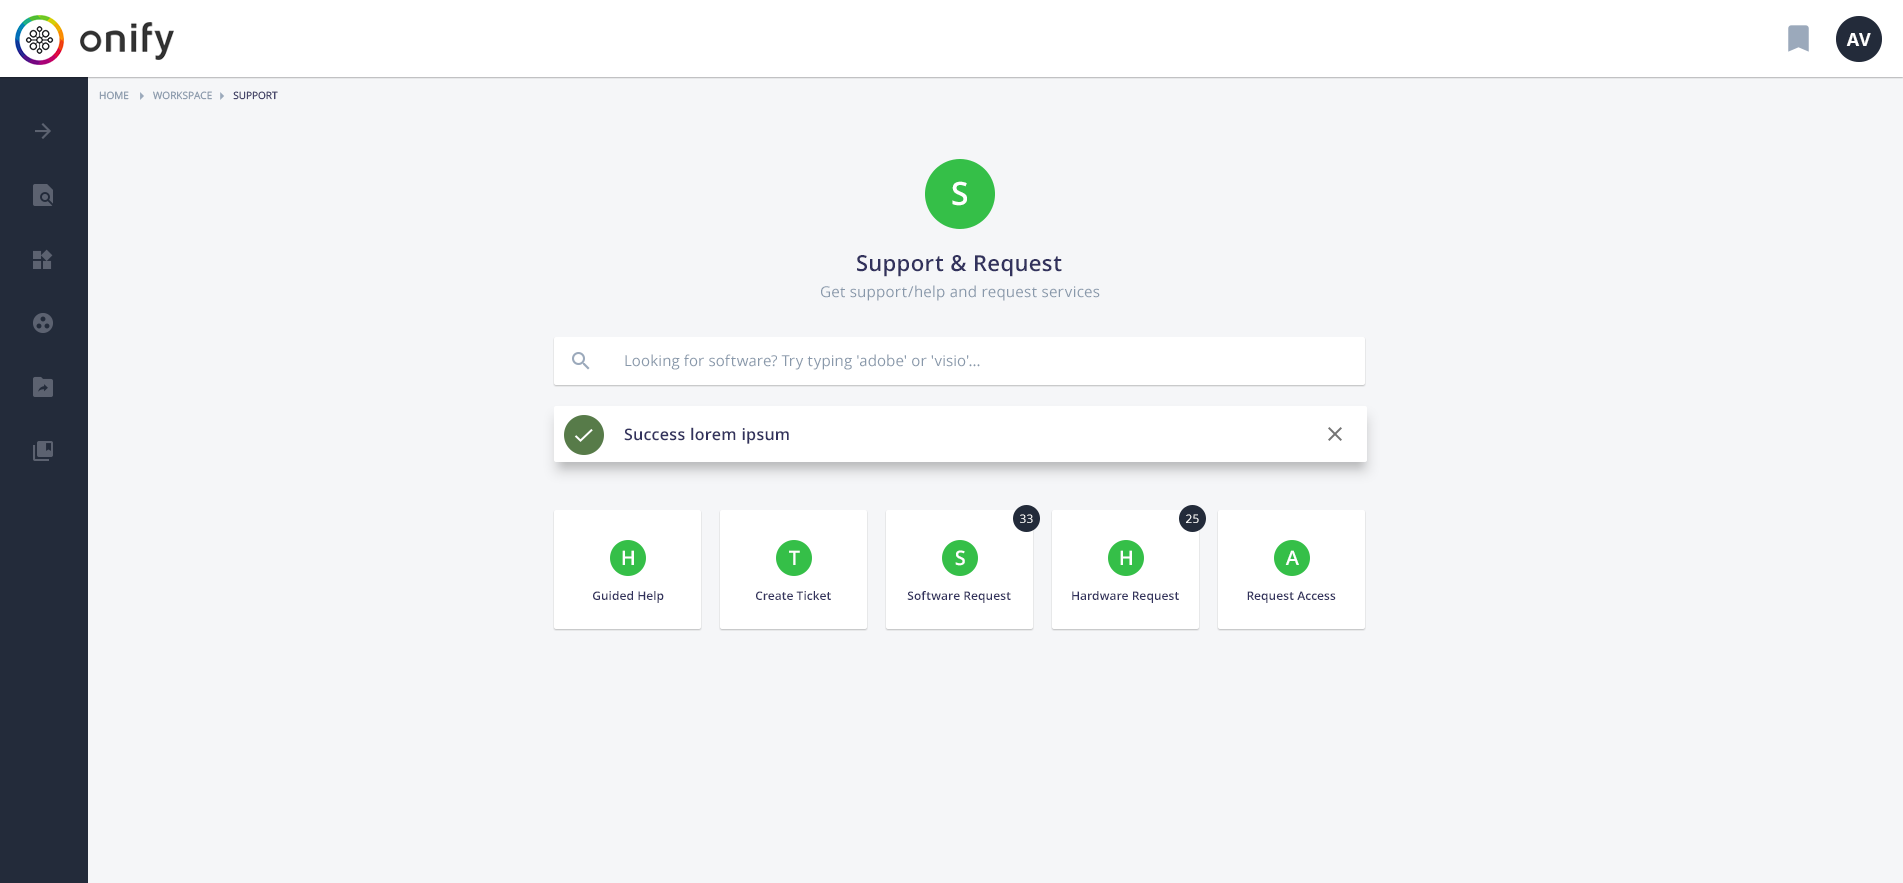 onify
AV
HOME WORKSPACE SUPPORT
S
Support & Request
Get support/help and request services
Looking for software? Try typing 'adobe' or 'visio'...
Success lorem ipsum
33
25
H
T
S
H
A
Guided Help
Create Ticket
Software Request
Hardware Request
Request Access